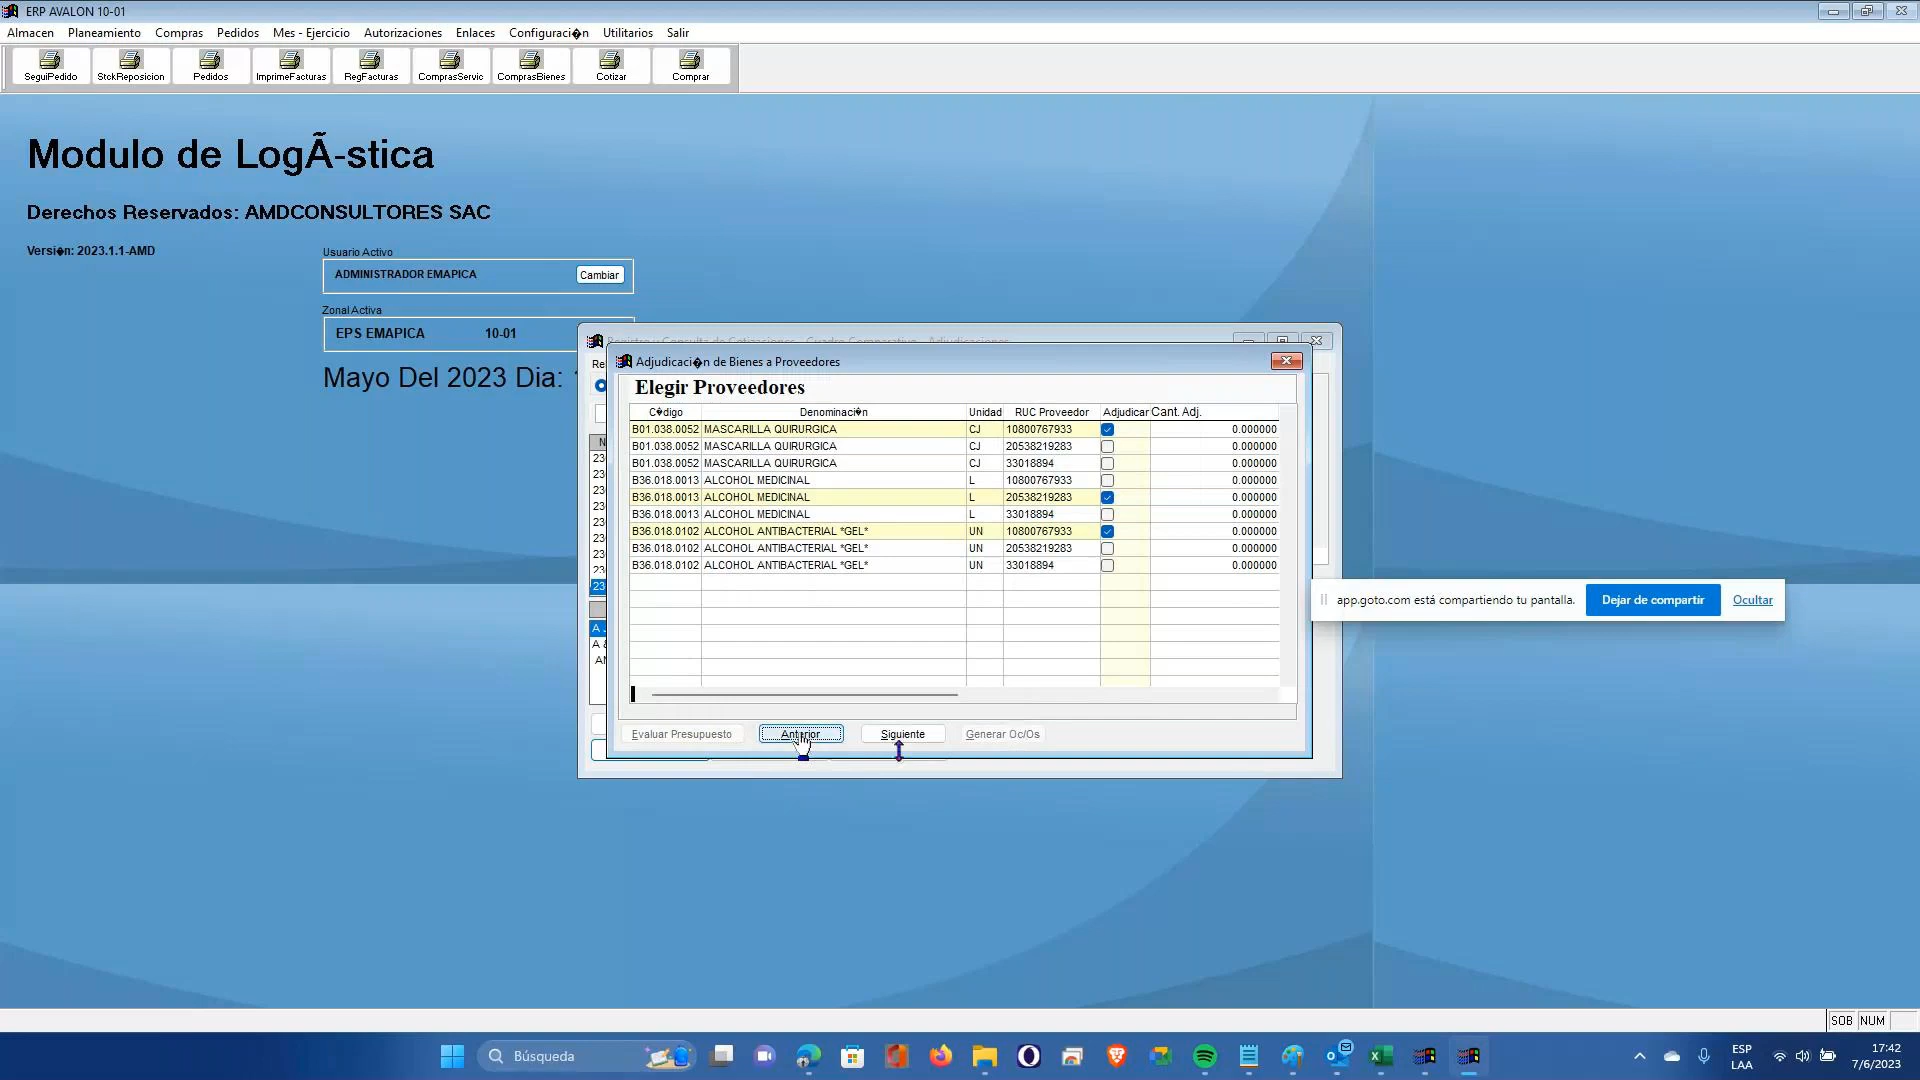 ERP AVALON 10-01
Almacen Planeamiento Compras Pedidos Mes - Ejercicio Autorizaciones Enlaces Configuraci�n Utilitarios Salir
SeguiPedido StckReposicion Pedidos ImprimeFacturas RegFacturas ComprasServic ComprasBienes Cotizar Comprar
Modulo de LogÃ-stica
Derechos Reservados: AMDCONSULTORES SAC
Versi�n: 2023.1.1-AMD
Usuario Activo
ADMINISTRADOR EMAPICA Cambiar
Zonal Activa
EPS EMAPICA 10-01
Mayo Del 2023 Dia:
Registro y Consulta de Cotizaciones - Cuadro Comparativo - Adjudicaciones
Adjudicaci�n de Bienes a Proveedores
Elegir Proveedores
C�digo Denominaci�n Unidad RUC Proveedor Adjudicar Cant. Adj.
B01.038.0052 MASCARILLA QUIRURGICA CJ 10800767933 0.000000
B01.038.0052 MASCARILLA QUIRURGICA CJ 20538219283 0.000000
B01.038.0052 MASCARILLA QUIRURGICA CJ 33018894 0.000000
B36.018.0013 ALCOHOL MEDICINAL L 10800767933 0.000000
B36.018.0013 ALCOHOL MEDICINAL L 20538219283 0.000000
B36.018.0013 ALCOHOL MEDICINAL L 33018894 0.000000
B36.018.0102 ALCOHOL ANTIBACTERIAL *GEL* UN 10800767933 0.000000
B36.018.0102 ALCOHOL ANTIBACTERIAL *GEL* UN 20538219283 0.000000
B36.018.0102 ALCOHOL ANTIBACTERIAL *GEL* UN 33018894 0.000000
Evaluar Presupuesto Anterior Siguiente Generar Oc/Os
app.goto.com está compartiendo tu pantalla. Dejar de compartir Ocultar
SOB NUM
Búsqueda
ESP
LAA
17:42
7/6/2023